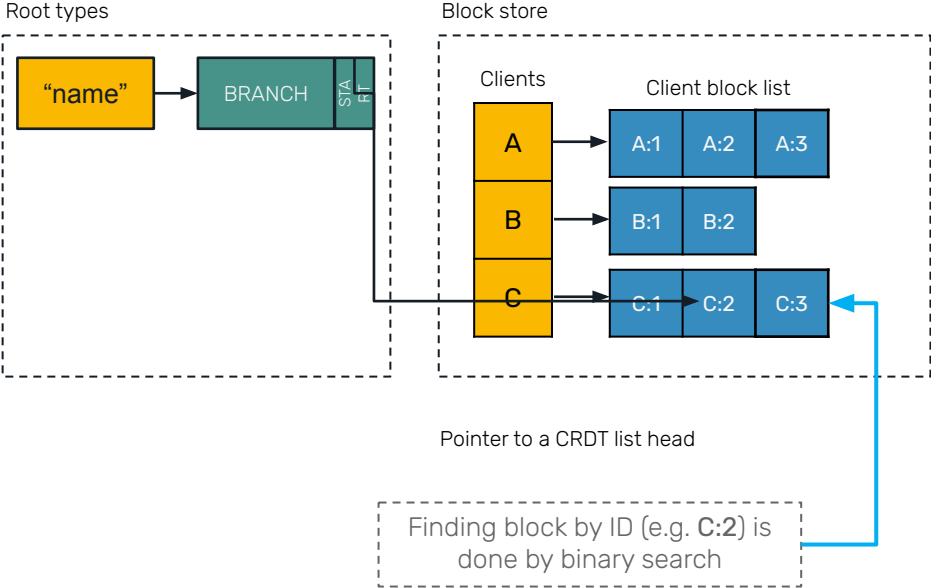 Root types
Block store
“name”
BRANCH
STA
RT
Clients
Client block list
A
A:1
A:2
A:3
B
B:1
B:2
C
C:1
C:2
C:3
Pointer to a CRDT list head
Finding block by ID (e.g. C:2) is
done by binary search